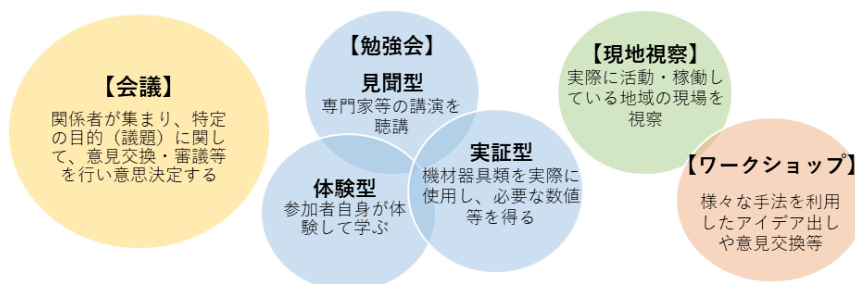 【会議】
関係者が集まり、特定
の目的（議題）に関し
て、意見交換・審議等
を行い意思決定する
【勉強会】
見聞型
専門家等の講演を
聴講
体験型
参加者自身が体
験して学ぶ
実証型
機材器具類を実際に
使用し、必要な数値
等を得る
【現地視察】
実際に活動・稼働し
ている地域の現場を
視察
【ワークショップ】
様々な手法を利用
したアイデア出し
や意見交換等